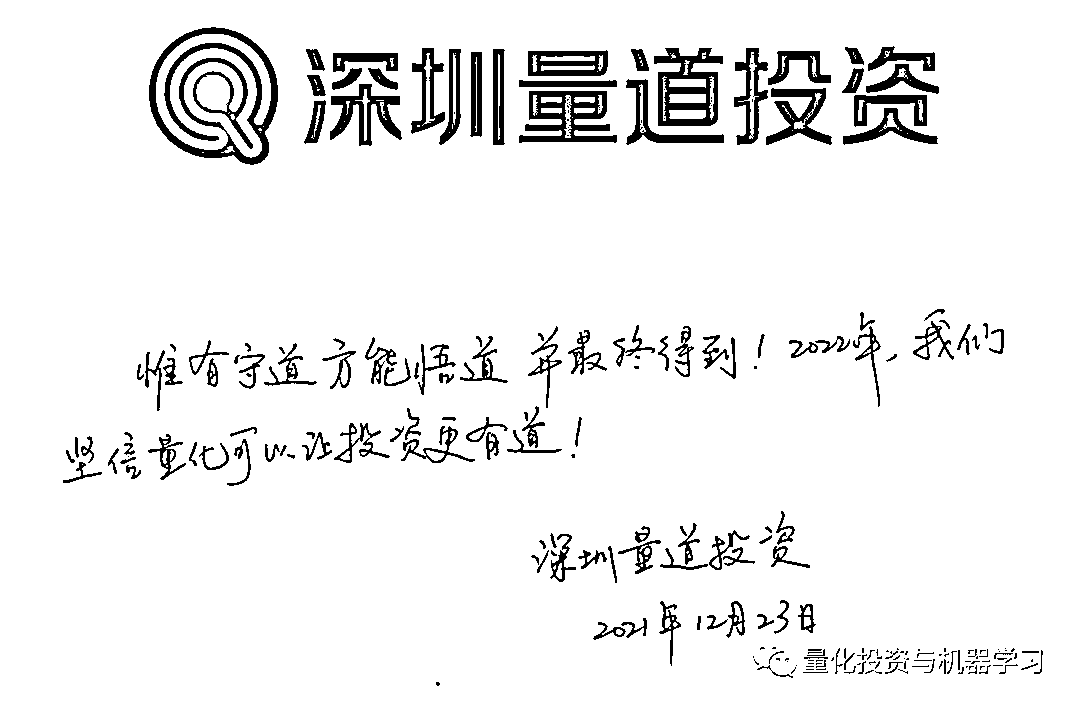 深圳量道投资
惟有守道方能悟道 并最终得到！2022年，我们
坚信量化可以让投资更有道！
深圳量道投资
2021年12月23日
量化投资与机器学习